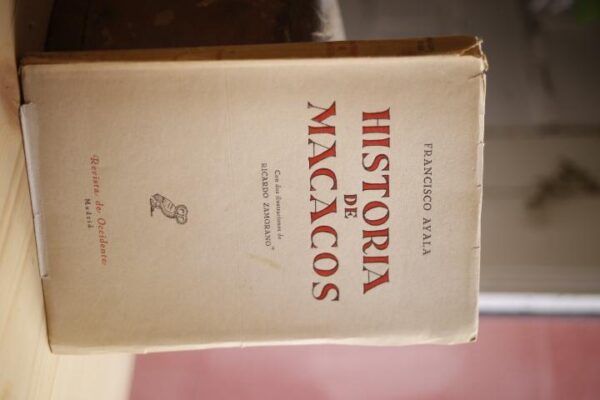 FRANCISCO AYALA
HISTORIA
DE
MACACOS
Con dos ilustraciones de
RICARDO ZAMORANO
Revista de Occidente
Madrid